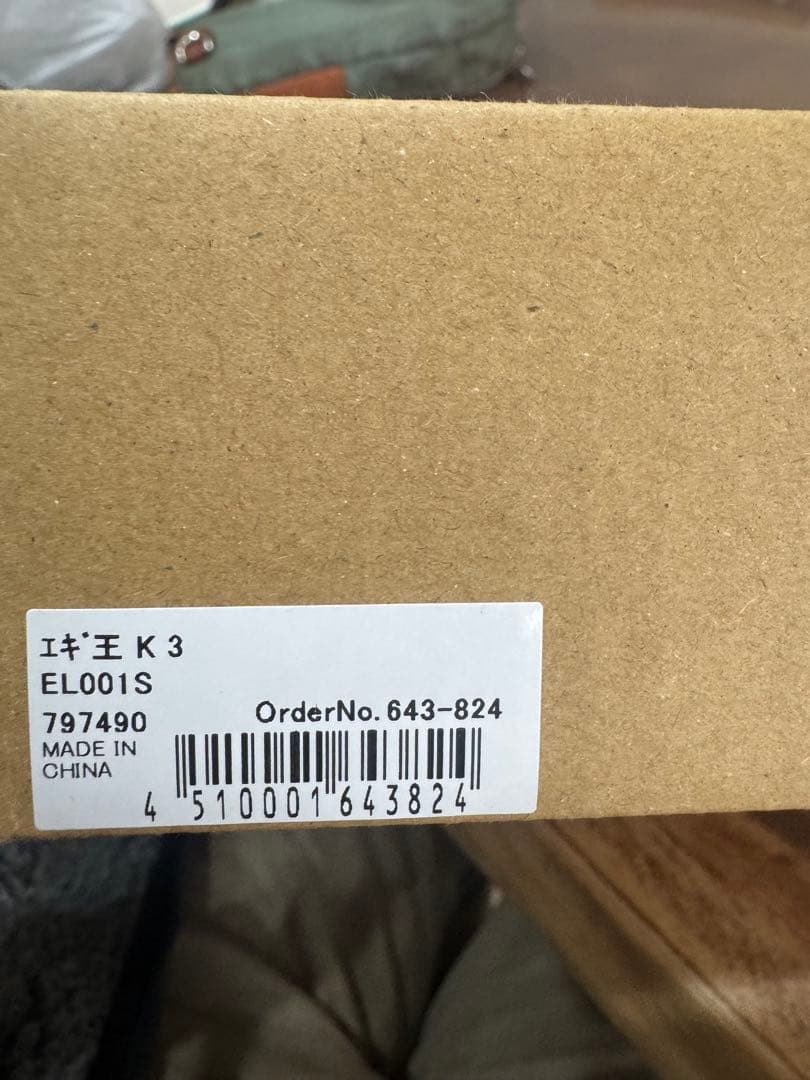 ｴｷﾞ王 K 3
EL001S
797490 OrderNo. 643-824
MADE IN
CHINA
4 510001 643824